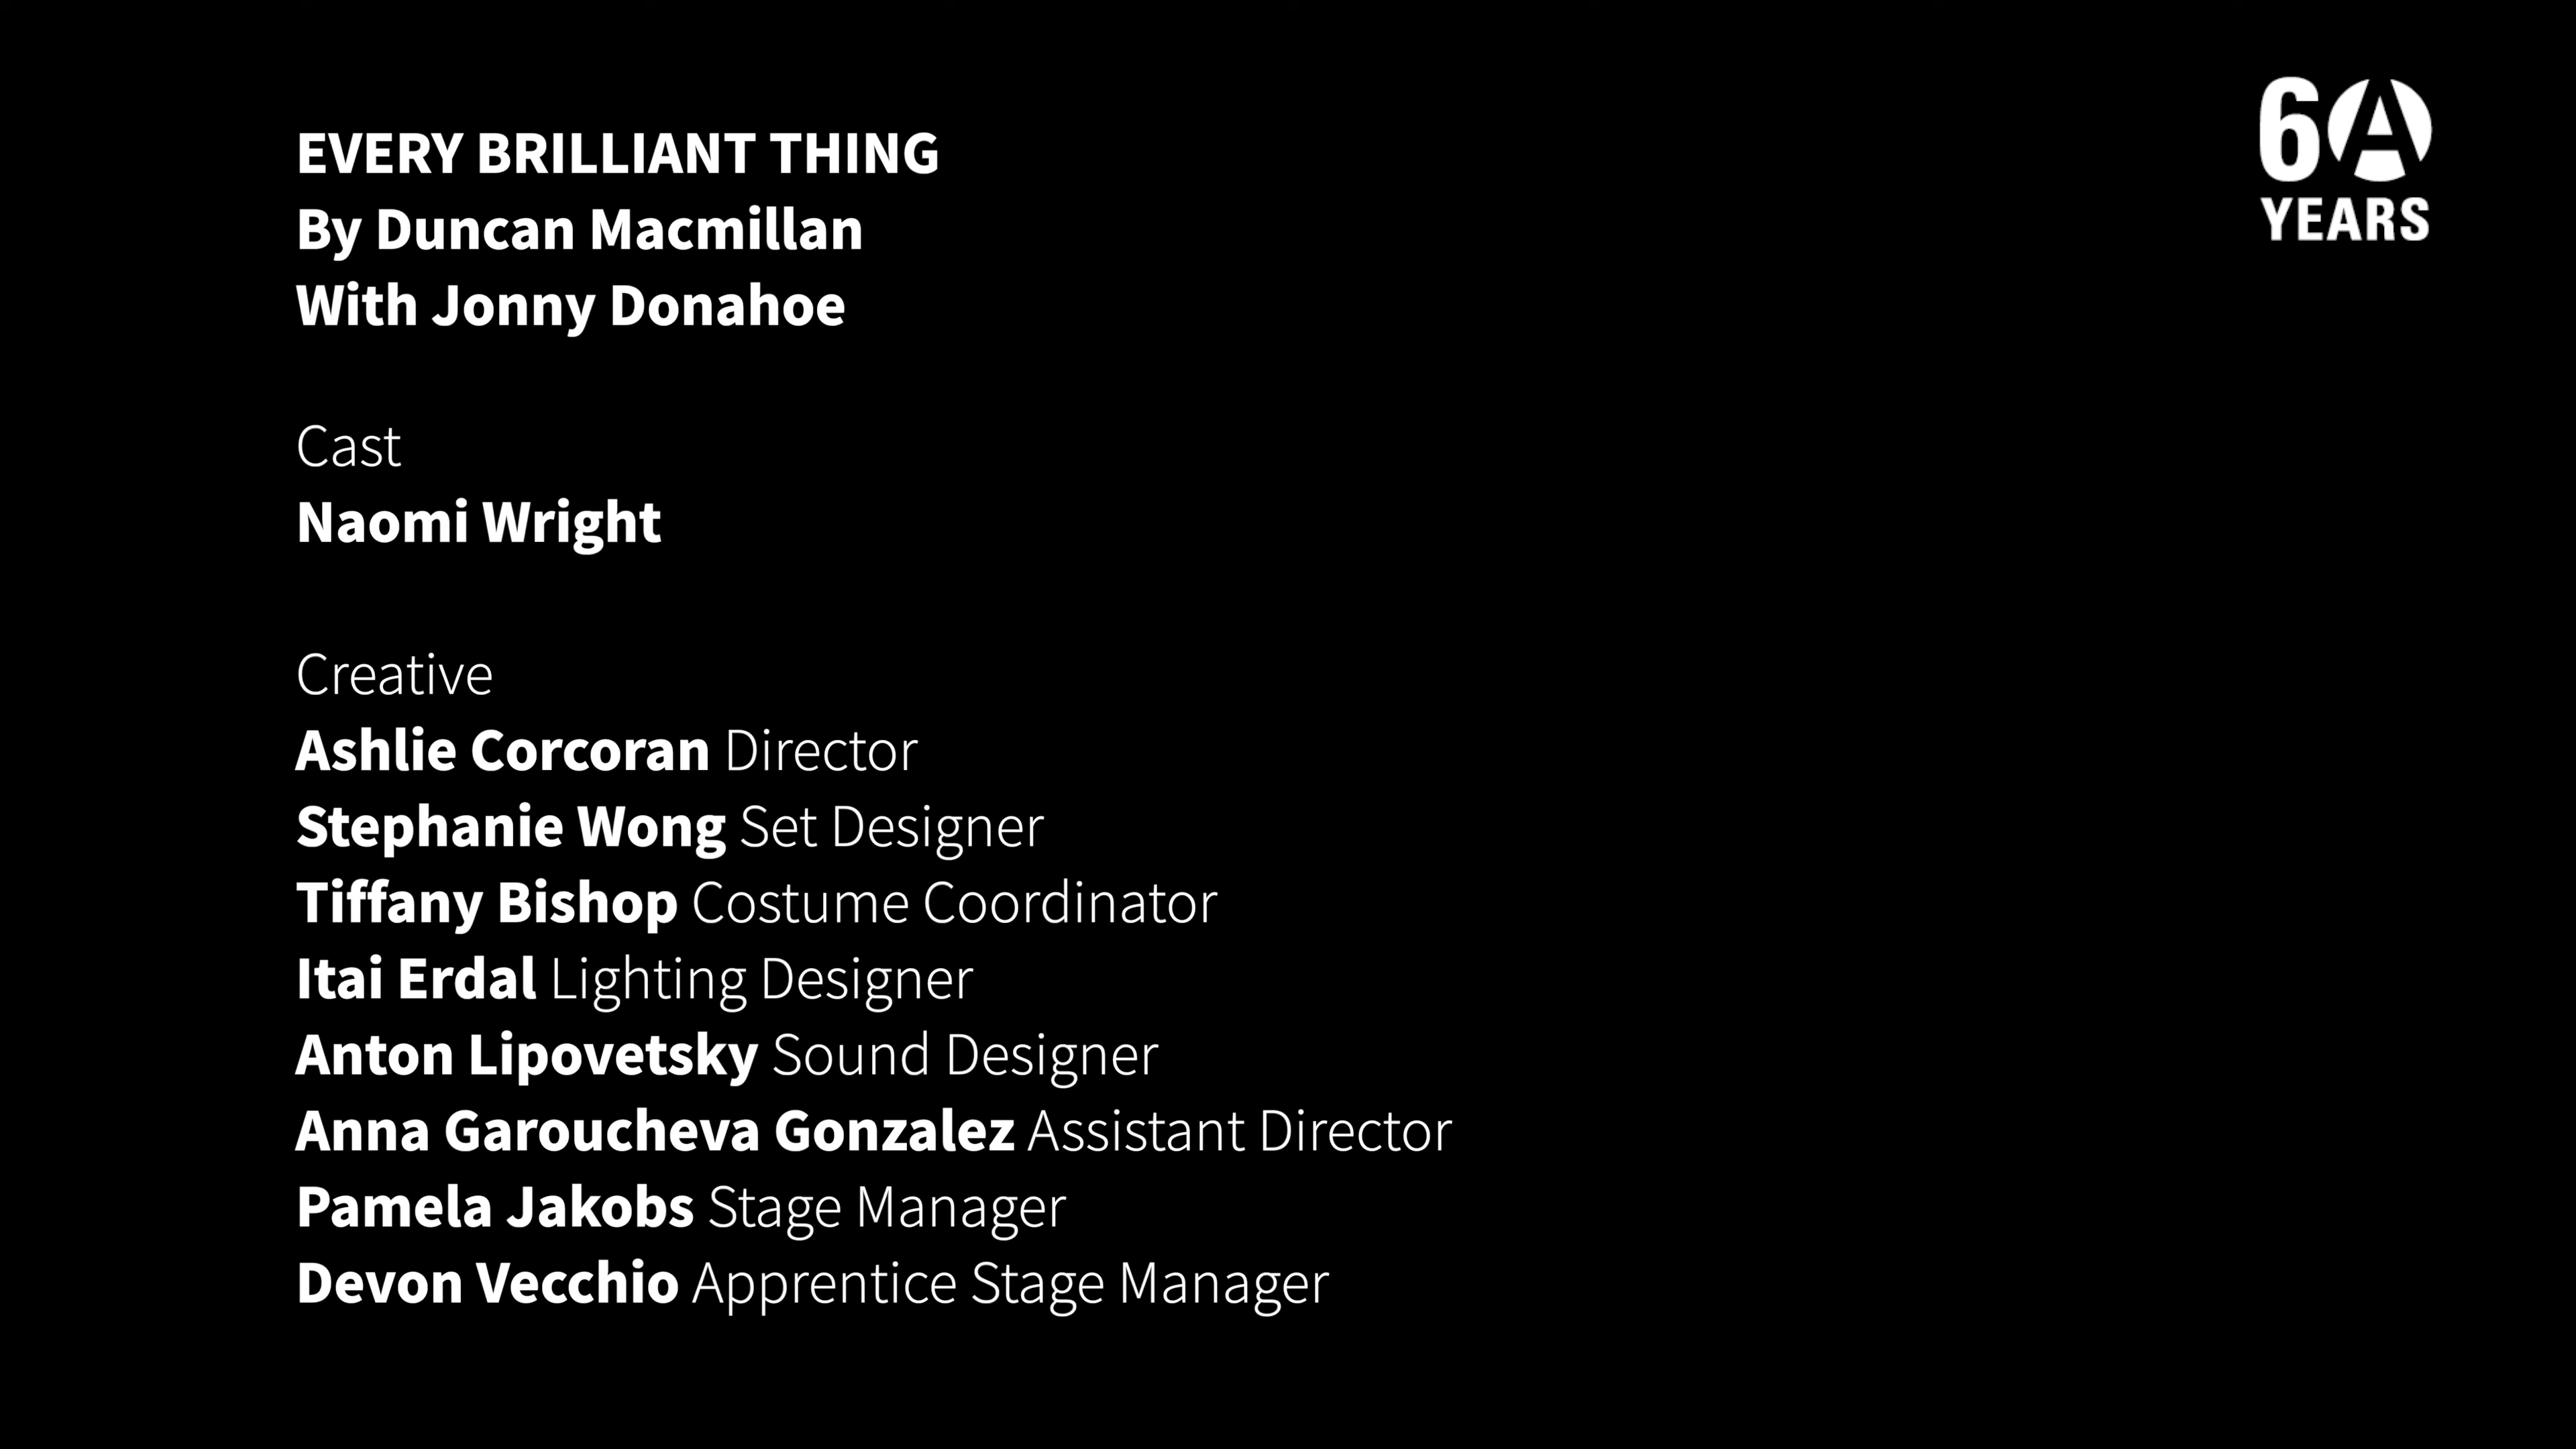 EVERY BRILLIANT THING
By Duncan Macmillan
With Jonny Donahoe
Cast
Naomi Wright
Creative
Ashlie Corcoran Director
Stephanie Wong Set Designer
Tiffany Bishop Costume Coordinator
Itai Erdal Lighting Designer
Anton Lipovetsky Sound Designer
Anna Garoucheva Gonzalez Assistant Director
Pamela Jakobs Stage Manager
Devon Vecchio Apprentice Stage Manager
6A
YEARS